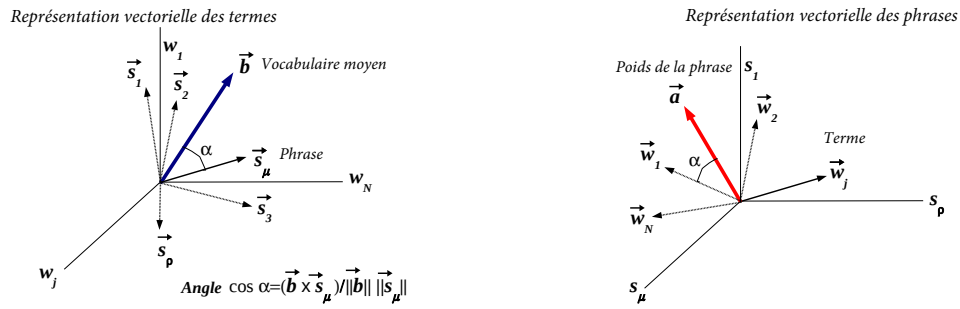 Représentation vectorielle des termes
w1
s1
s2
b Vocabulaire moyen
α
sμ Phrase
wN
s3
sρ
wj
Angle cos α=(b x sμ)/||b|| ||sμ||
Représentation vectorielle des phrases
Poids de la phrase
s1
a
w2
Terme
w1
α
wj
wN
sρ
sμ